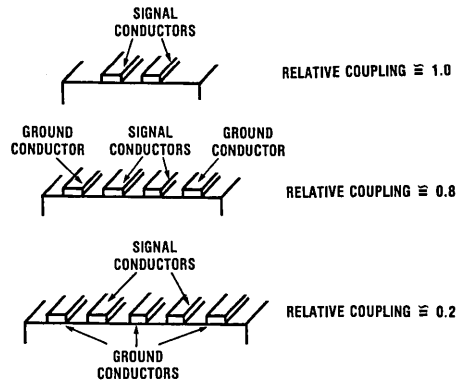 SIGNAL
CONDUCTORS
RELATIVE COUPLING ≅ 1.0
GROUND
CONDUCTOR
SIGNAL
CONDUCTORS
GROUND
CONDUCTOR
RELATIVE COUPLING ≅ 0.8
SIGNAL
CONDUCTORS
RELATIVE COUPLING ≅ 0.2
GROUND
CONDUCTORS